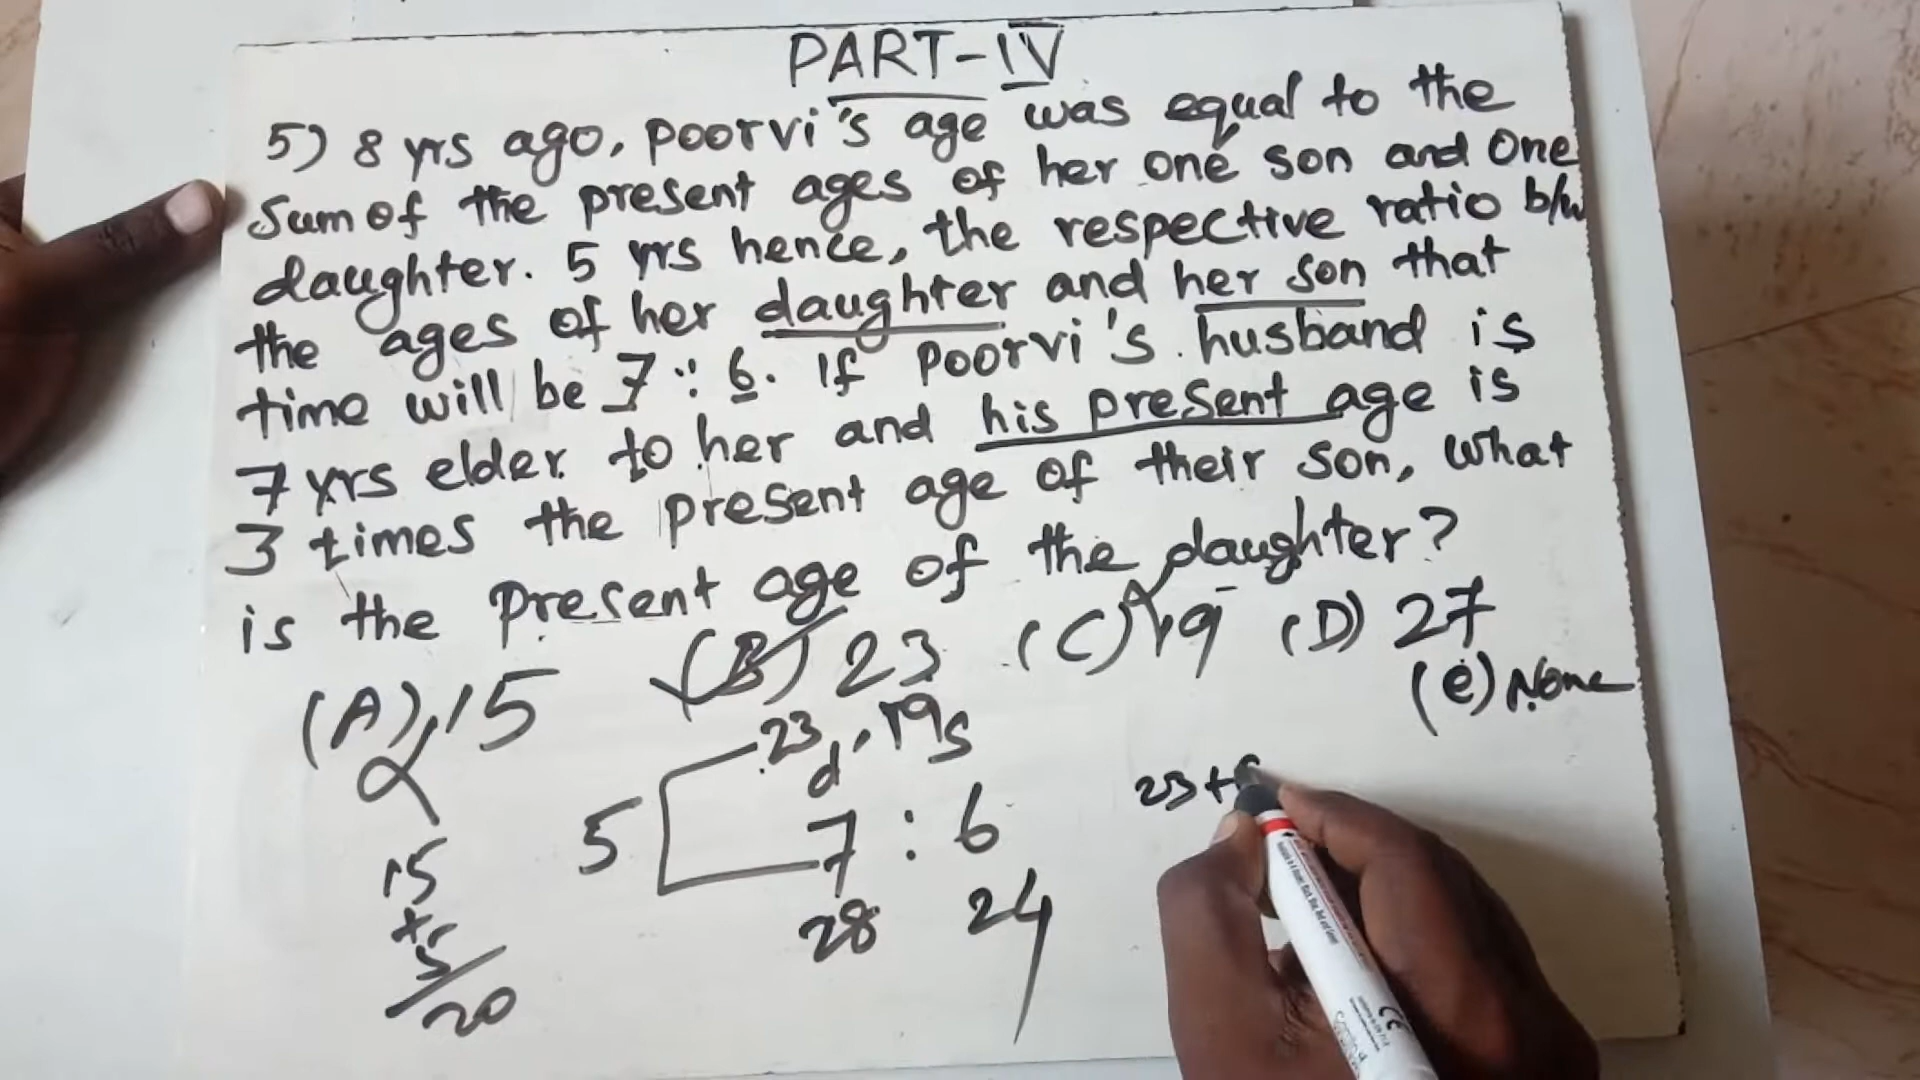 PART-IV
5) 8 yrs ago, Poorvi's age was equal to the
Sum of the present ages of her one son and One
daughter. 5 yrs hence, the respective ratio b/w
the ages of her daughter and her son that
time will be 7 : 6. If Poorvi's husband is
7 yrs elder to her and his present age is
3 times the present age of their son, what
is the present age of the daughter?
(A) 15 (B) 23 (C) 19 (D) 27
(e) None
23 19
d s
5 7 : 6
28 24
15
+
5
20
23+